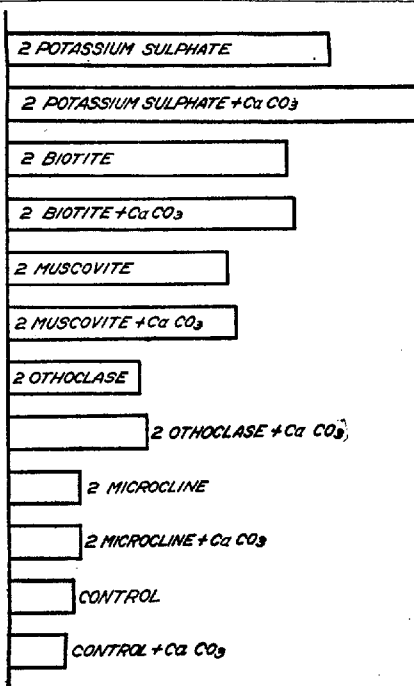 2 POTASSIUM SULPHATE
2 POTASSIUM SULPHATE + Ca CO3
2 BIOTITE
2 BIOTITE + Ca CO3
2 MUSCOVITE
2 MUSCOVITE + Ca CO3
2 OTHOCLASE
2 OTHOCLASE + Ca CO3
2 MICROCLINE
2 MICROCLINE + Ca CO3
CONTROL
CONTROL + Ca CO3